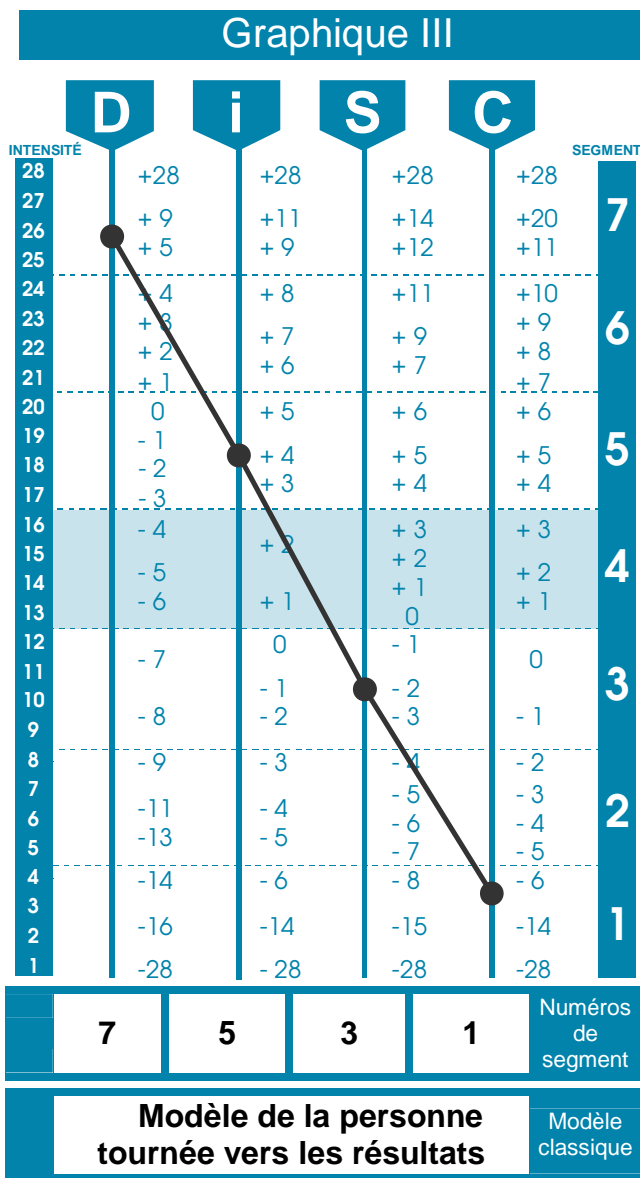 Graphique III
D i S C
INTENSITÉ SEGMENT
28 +28 +28 +28 +28
27 7
+ 9 +11 +14 +20
26
+ 5 + 9 +12 +11
25
24 + 4 + 8 +11 +10
23 + 3 + 7 + 9 + 9 6
22 + 2 + 6 + 7 + 8
21 + 1 + 7
20 0 + 5 + 6 + 6
19 - 1 5
18 - 2 + 4 + 5 + 5
17 - 3 + 3 + 4 + 4
16 - 4 + 3 + 3
15 + 2 + 2 4
14 - 5 + 1 + 2
13 - 6 + 1 0 + 1
12 0 - 1
11 - 7 0 3
10 - 1 - 2
9 - 8 - 2 - 3 - 1
8 - 9 - 3 - 4 - 2
7 - 5 - 3 2
6 -11 - 4 - 6 - 4
5 -13 - 5 - 7 - 5
4 -14 - 6 - 8 - 6
3 1
2 -16 -14 -15 -14
1 -28 - 28 -28 -28
7 5 3 1
Numéros
de
segment
Modèle de la personne
tournée vers les résultats
Modèle
classique